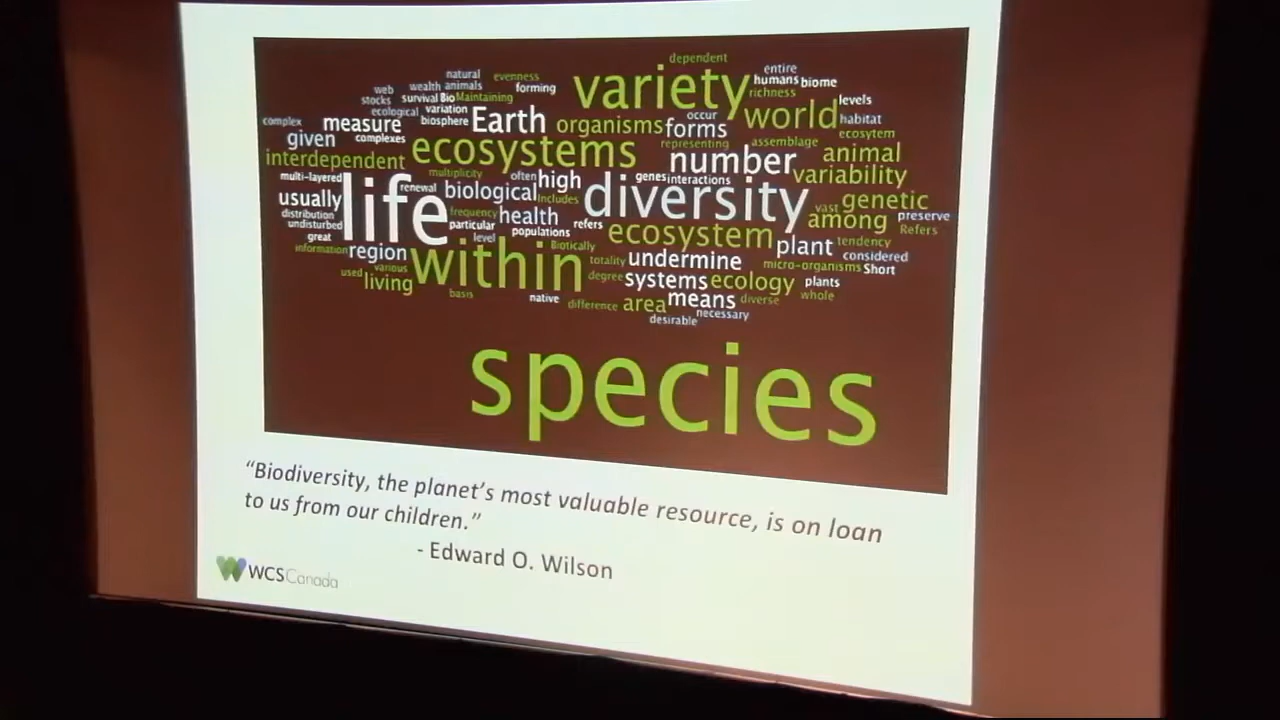 dependent
natural evenness variety entire
web wealth animals forming humans biome
stocks survival Bio Maintaining richness levels
ecological variation Earth occur world
complex measure biosphere organisms forms habitat
given complexes ecosystems representing assemblage ecosytem
interdependent number animal
multi-layered multiplicity often high genes interactions variability
usually life renewal biological includes diversity vast genetic
distribution frequency health among preserve
undisturbed particular populations refers Refers
great level ecosystem plant tendency
information region within Biotically undermine considered
used various totality micro-organisms Short
living degree systems ecology plants
basis native difference area means diverse whole
desirable necessary
species
“Biodiversity, the planet’s most valuable resource, is on loan
to us from our children.”
- Edward O. Wilson
WCSCanada